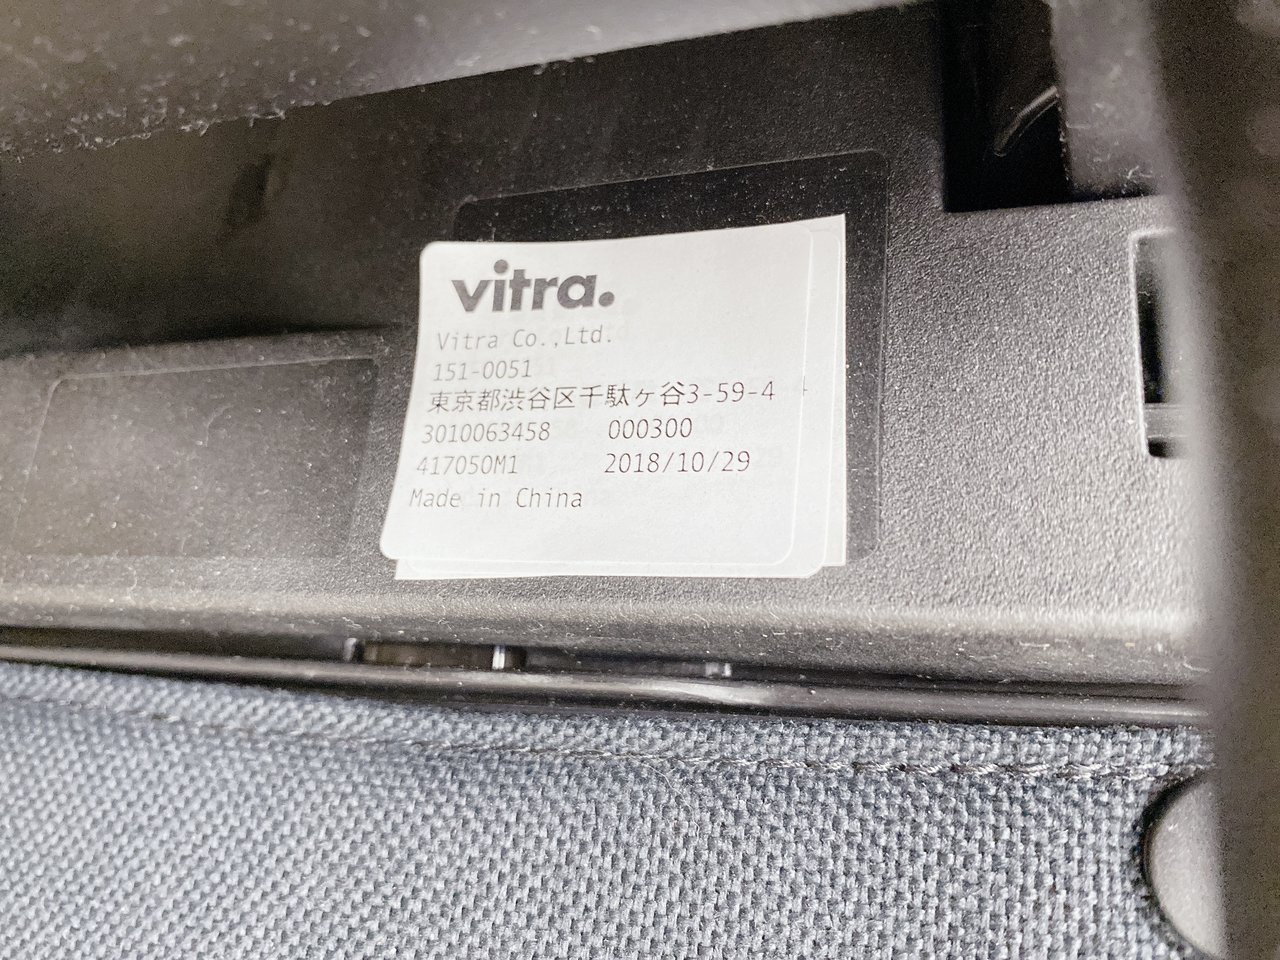 vitra.
Vitra Co.,Ltd.
151-0051
東京都渋谷区千駄ヶ谷3-59-4
3010063458 000300
417050M1 2018/10/29
Made in China